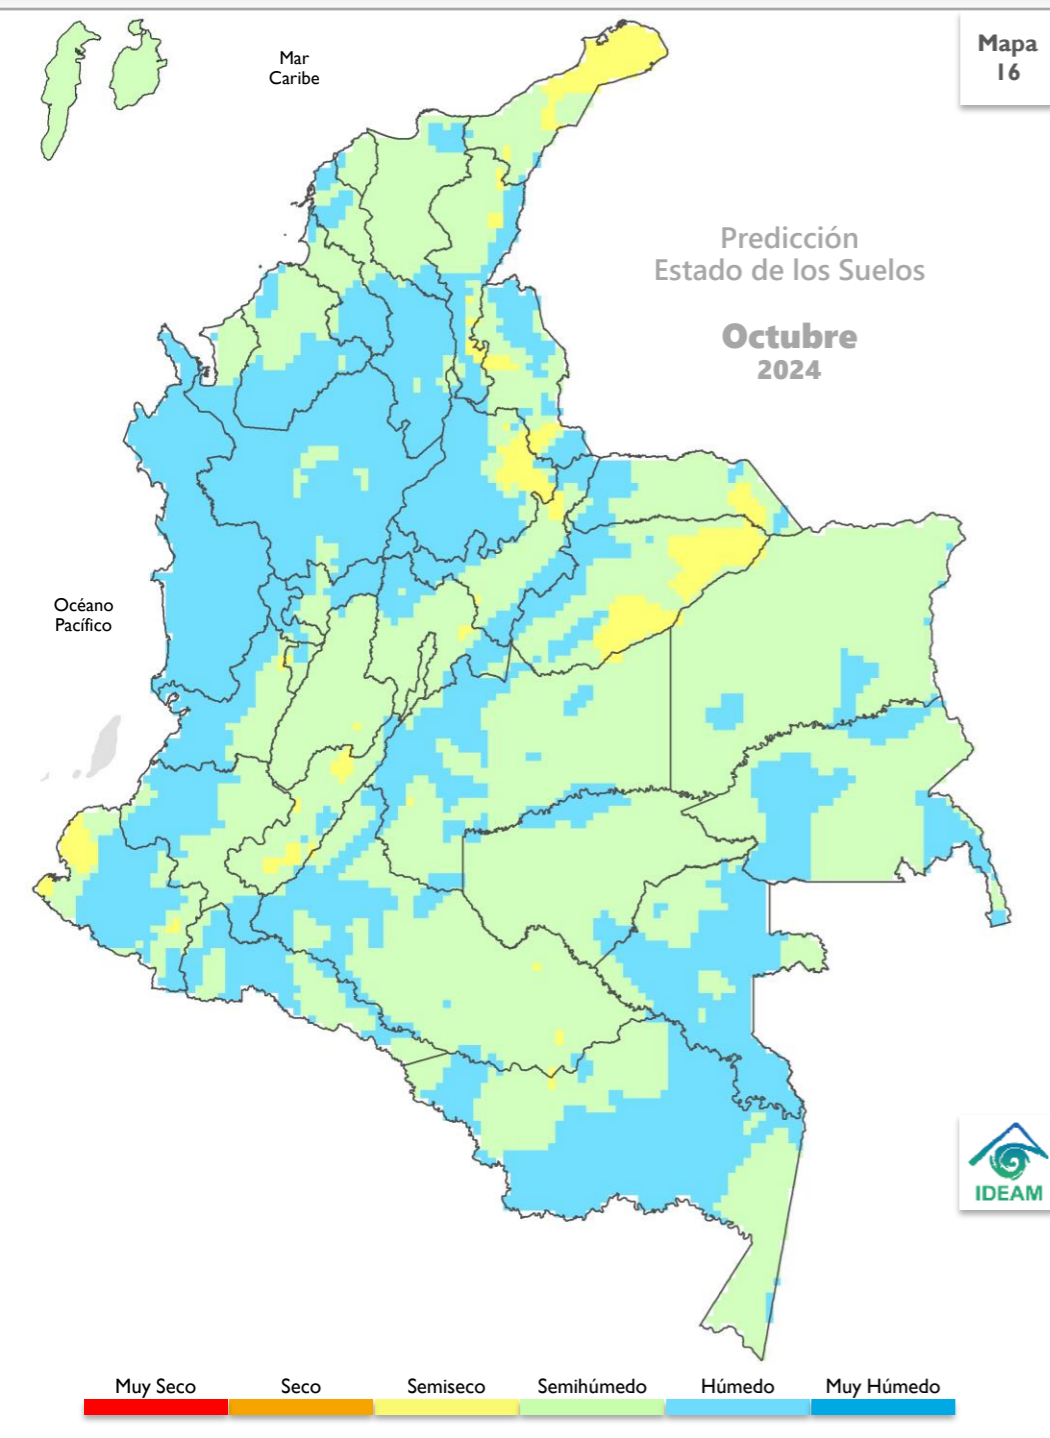 Mar
Caribe
Mapa
16
Predicción
Estado de los Suelos
Octubre
2024
Océano
Pacífico
IDEAM
Muy Seco
Seco
Semiseco
Semihúmedo
Húmedo
Muy Húmedo